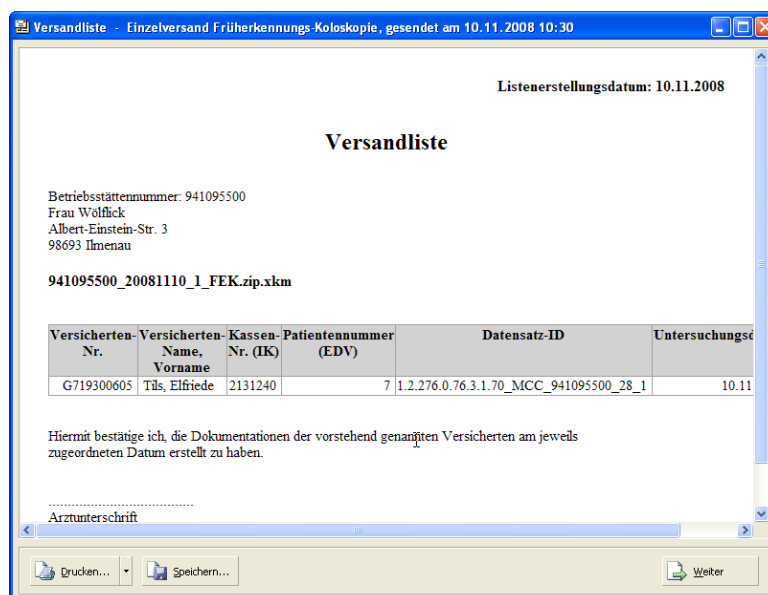 Versandliste - Einzelversand Früherkennungs-Koloskopie, gesendet am 10.11.2008 10:30
Listenerstellungsdatum: 10.11.2008
Versandliste
Betriebsstättennummer: 941095500
Frau Wölflick
Albert-Einstein-Str. 3
98693 Ilmenau
941095500_20081110_1_FEK.zip.xkm
Versicherten- Versicherten- Kassen- Patientennummer Datensatz-ID Untersuchungsd
Nr. Name, Nr. (IK) (EDV)
Vorname
G719300605 Tils, Elfriede 2131240 7 1.2.276.0.76.3.1.70_MCC_941095500_28_1 10.11
Hiermit bestätige ich, die Dokumentationen der vorstehend genannten Versicherten am jeweils
zugeordneten Datum erstellt zu haben.
......................................
Arztunterschrift
Drucken... Speichern... Weiter